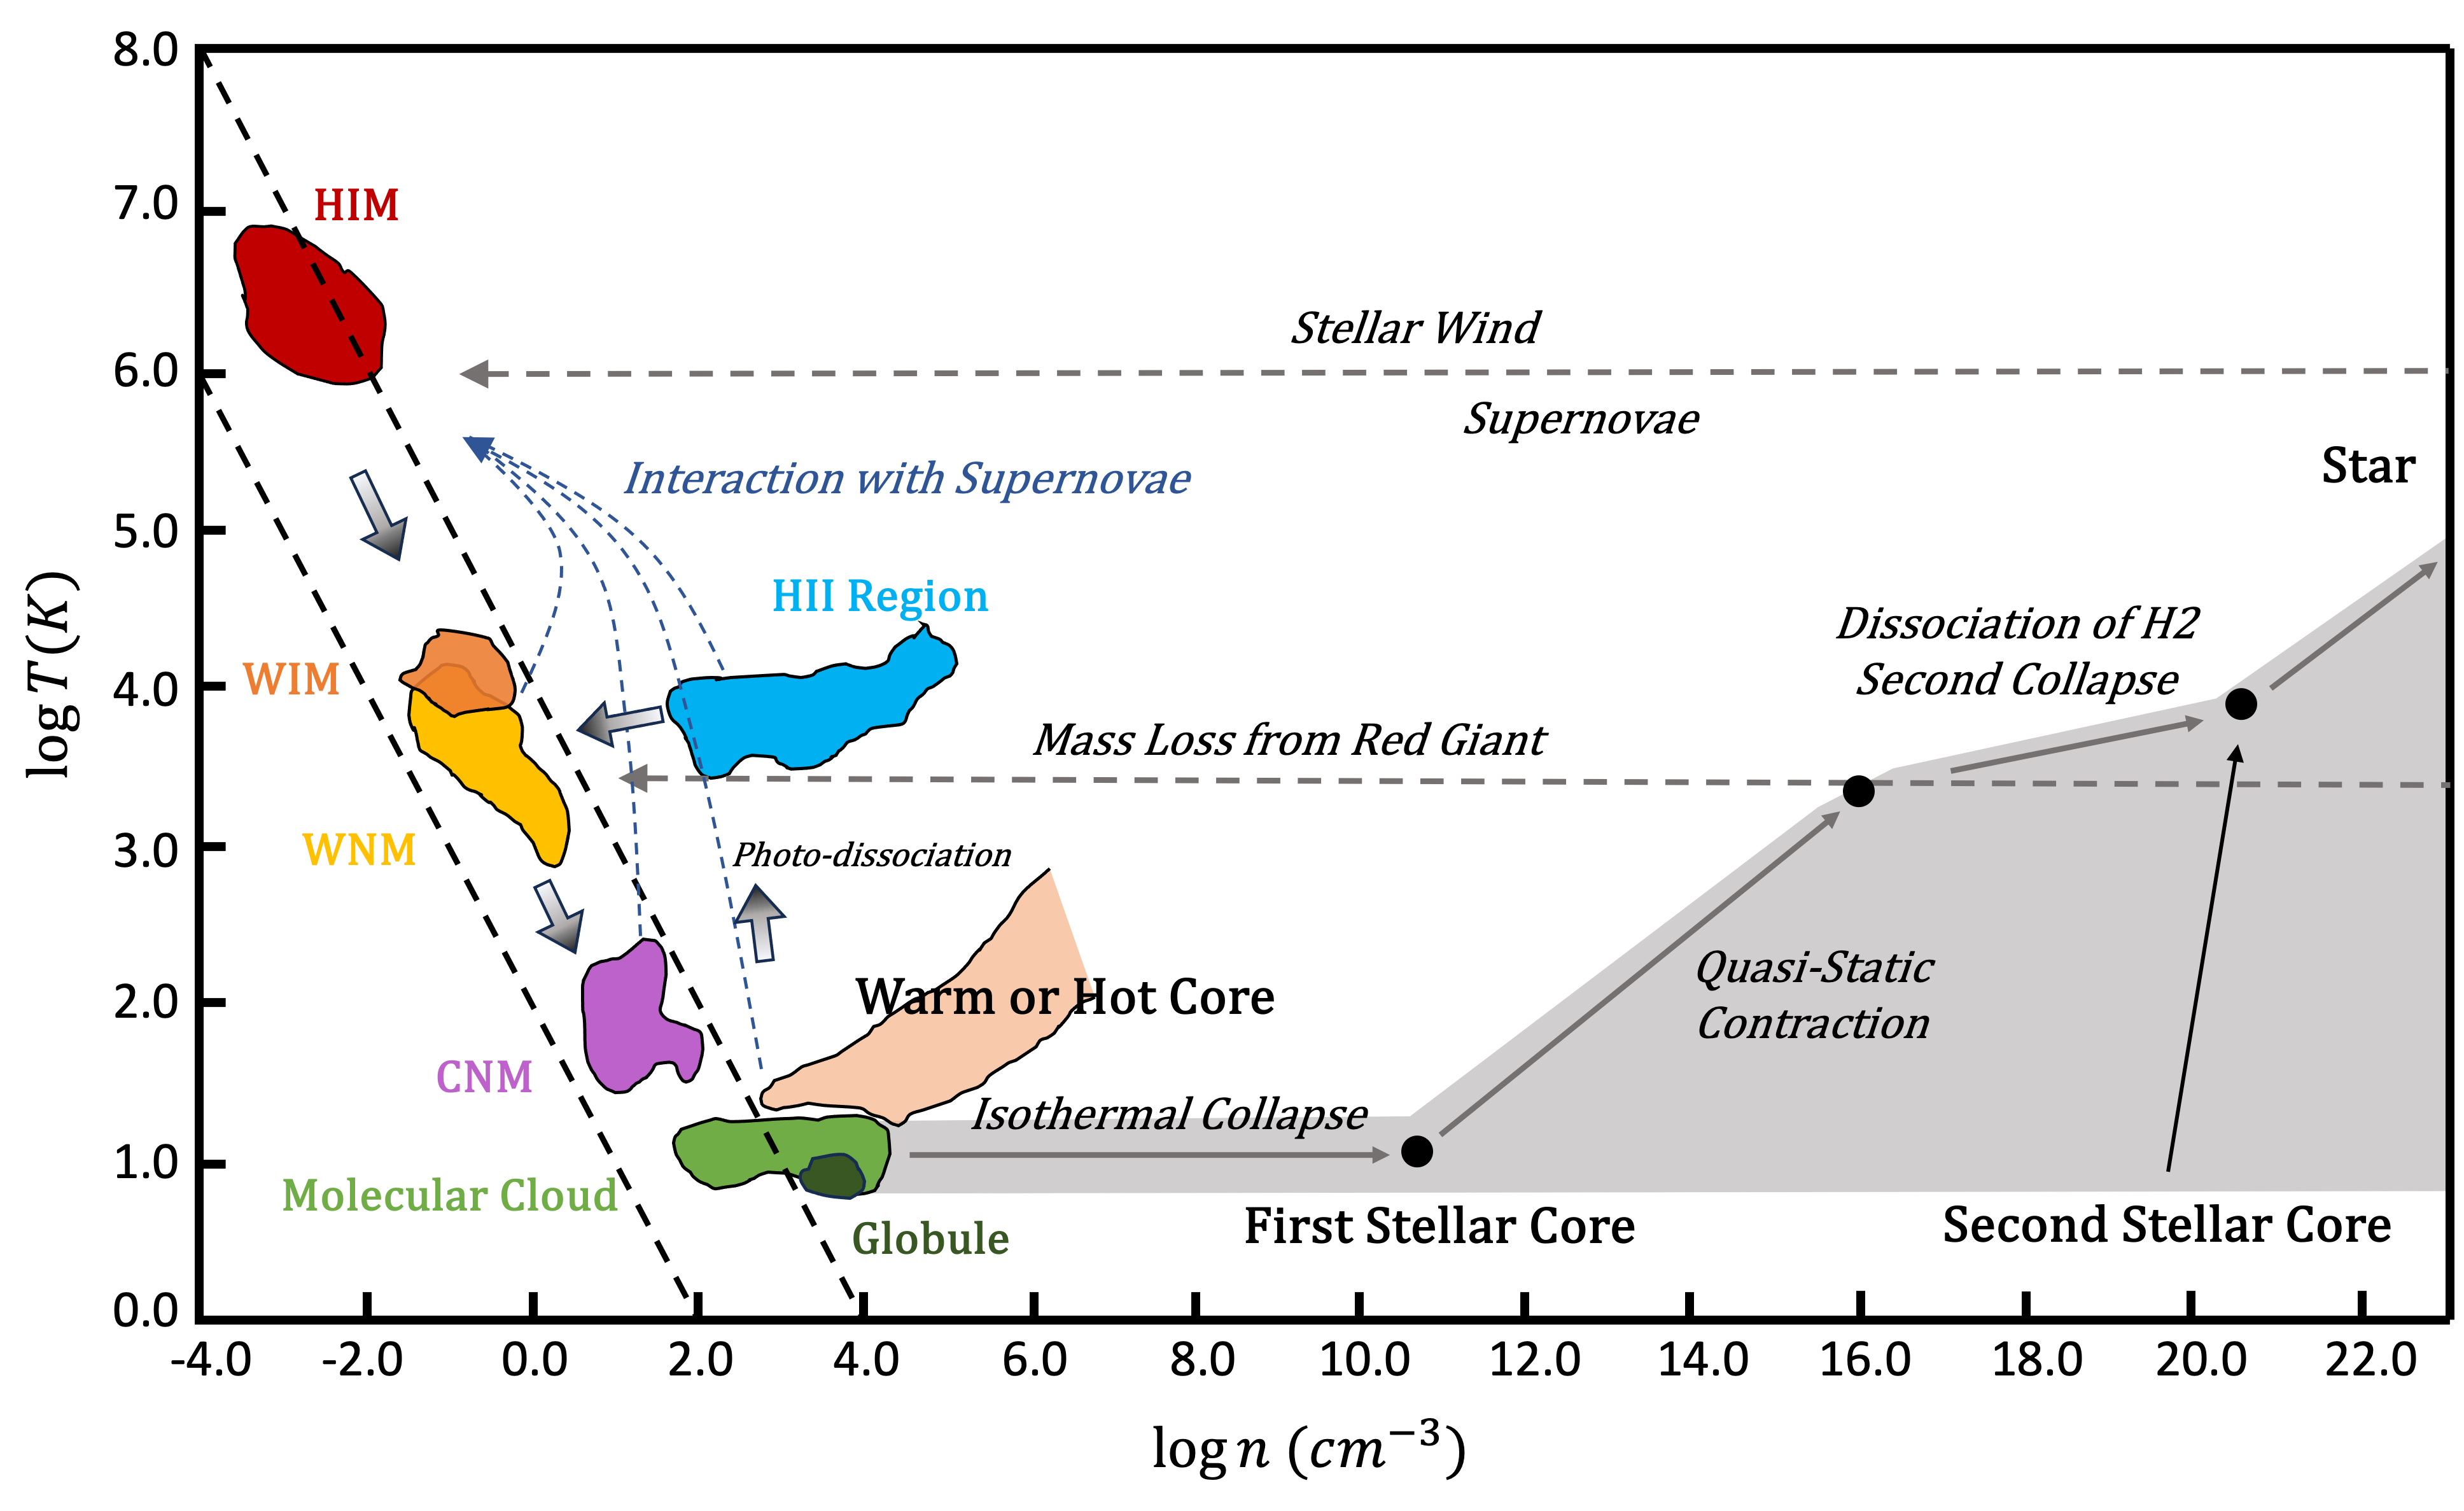 8.0
7.0
6.0
5.0
4.0
3.0
2.0
1.0
0.0
log T (K)
HIM
Stellar Wind
Supernovae
Interaction with Supernovae
Star
HII Region
WIM
Dissociation of H2
Second Collapse
Mass Loss from Red Giant
WNM
Photo-dissociation
Warm or Hot Core
Quasi-Static
Contraction
CNM
Isothermal Collapse
Molecular Cloud
Globule
First Stellar Core
Second Stellar Core
-4.0 -2.0 0.0 2.0 4.0 6.0 8.0 10.0 12.0 14.0 16.0 18.0 20.0 22.0
log n (cm⁻³)